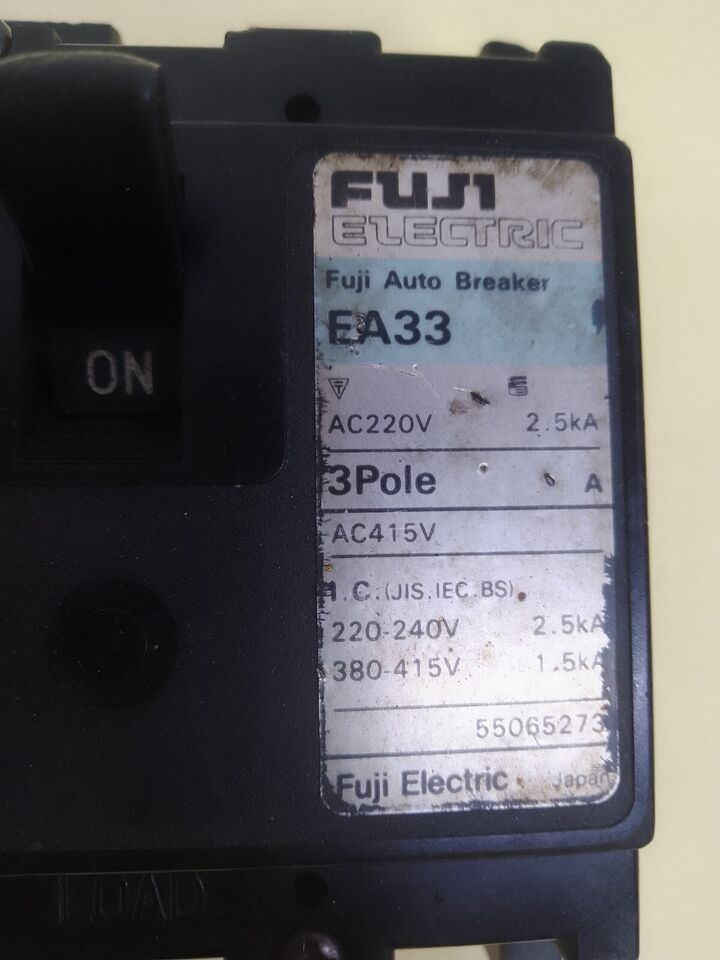 FUJI
ELECTRIC
Fuji Auto Breaker
EA33
ON
AC220V 2.5kA
3Pole A
AC415V
I.C.(JIS.IEC.BS)
220-240V 2.5kA
380-415V 1.5kA
55065273
Fuji Electric Japan
LOAD